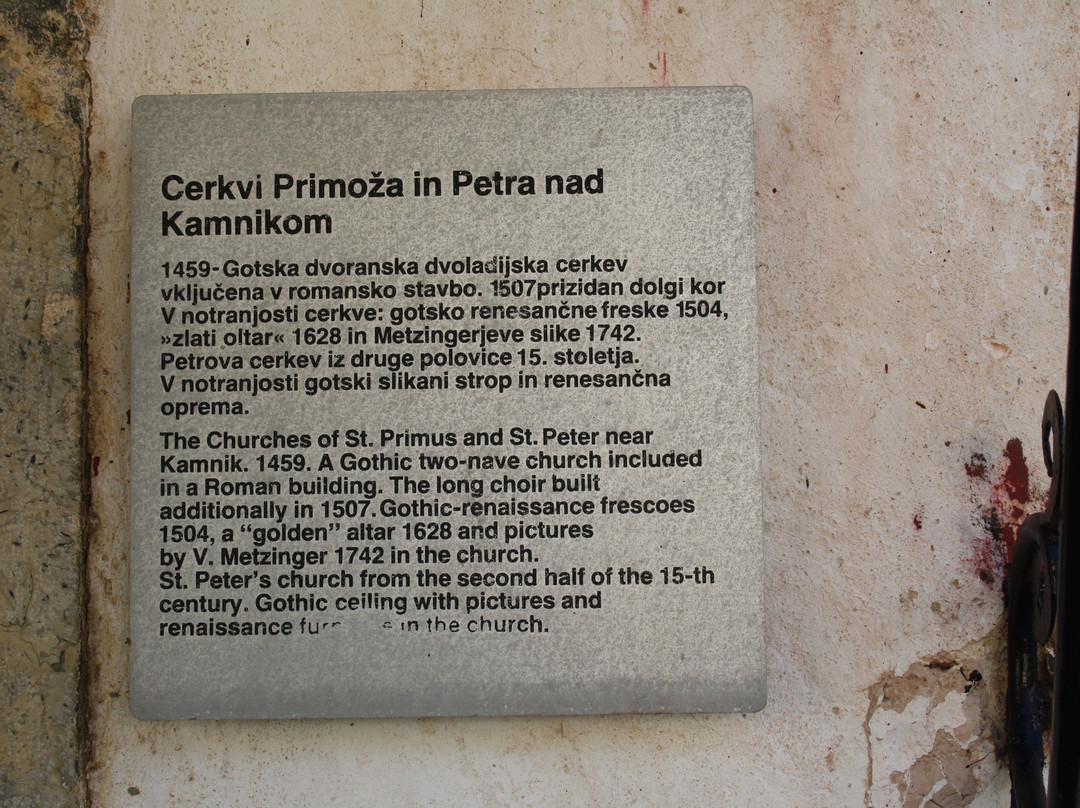 Cerkvi Primoža in Petra nad
Kamnikom
1459-Gotska dvoranska dvoladijska cerkev
vključena v romansko stavbo. 1507prizidan dolgi kor
V notranjosti cerkve: gotsko renesančne freske 1504,
»zlati oltar« 1628 in Metzingerjeve slike 1742.
Petrova cerkev iz druge polovice 15. stoletja.
V notranjosti gotski slikani strop in renesančna
oprema.
The Churches of St. Primus and St. Peter near
Kamnik. 1459. A Gothic two-nave church included
in a Roman building. The long choir built
additionally in 1507. Gothic-renaissance frescoes
1504, a “golden” altar 1628 and pictures
by V. Metzinger 1742 in the church.
St. Peter's church from the second half of the 15-th
century. Gothic ceiling with pictures and
renaissance in the church.